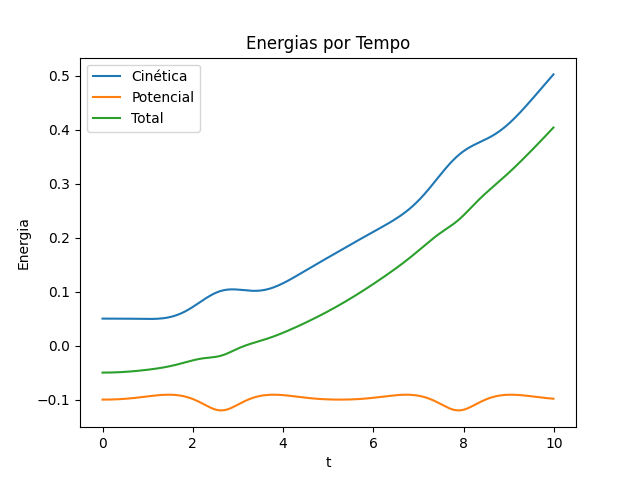 Energias por Tempo
Cinética
Potencial
Total
0.5
0.4
0.3
0.2
0.1
0.0
−0.1
Energia
0 2 4 6 8 10
t